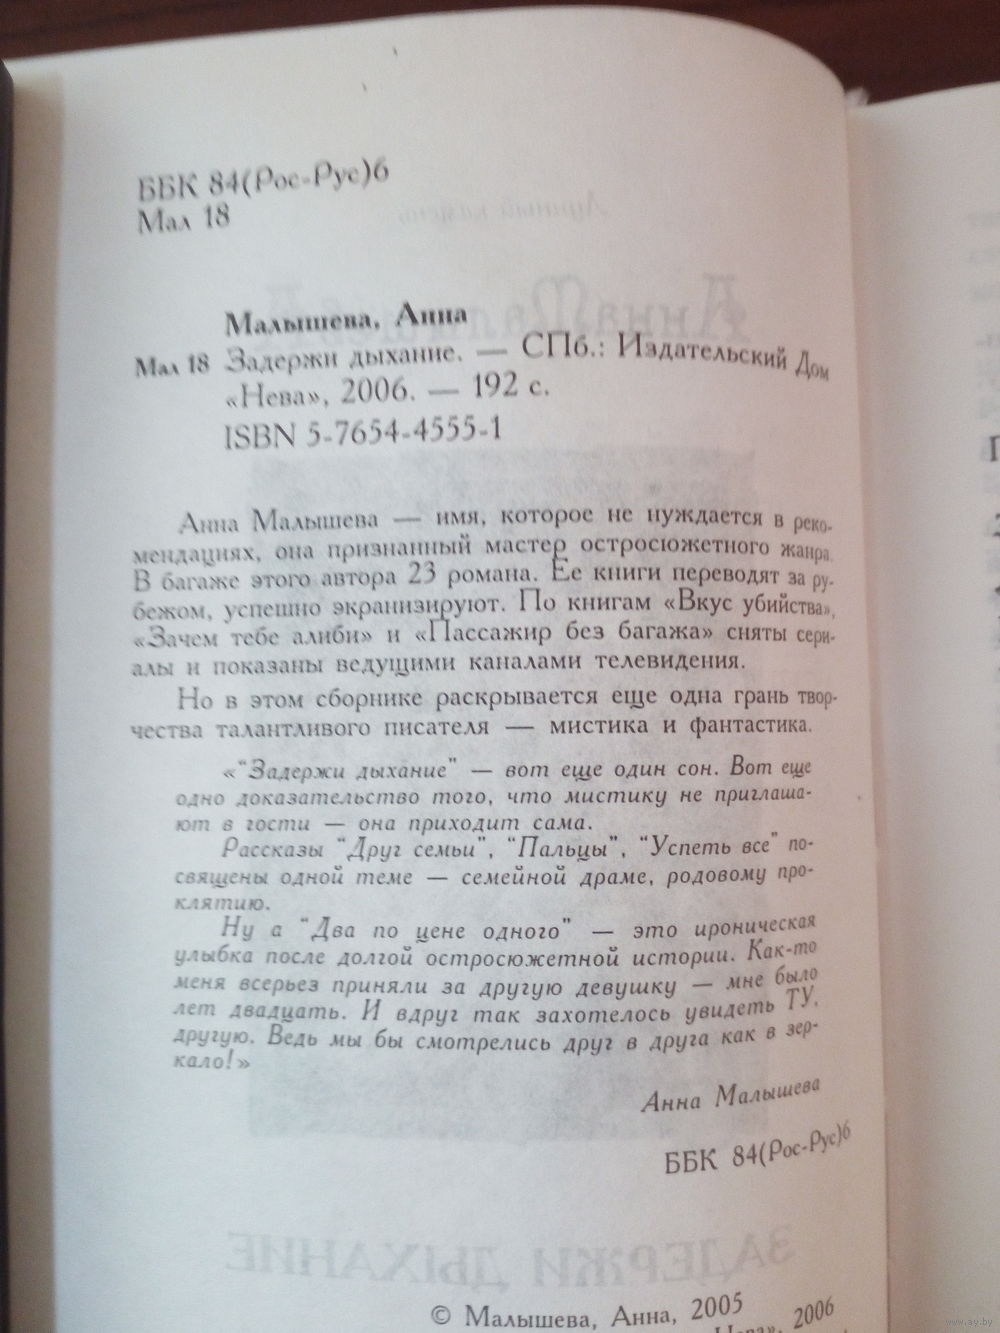 ББК 84(Рос-Рус)6
Мал 18
Малышева, Анна
Мал 18 Задержи дыхание. — СПб.: Издательский Дом
«Нева», 2006. — 192 с.
ISBN 5-7654-4555-1
Анна Малышева — имя, которое не нуждается в реко-
мендациях, она признанный мастер остросюжетного жанра.
В багаже этого автора 23 романа. Ее книги переводят за ру-
бежом, успешно экранизируют. По книгам «Вкус убийства»,
«Зачем тебе алиби» и «Пассажир без багажа» сняты сери-
алы и показаны ведущими каналами телевидения.
Но в этом сборнике раскрывается еще одна грань твор-
чества талантливого писателя — мистика и фантастика.
«“Задержи дыхание” — вот еще один сон. Вот еще
одно доказательство того, что мистику не приглаша-
ют в гости — она приходит сама.
Рассказы “Друг семьи”, “Пальцы”, “Успеть все” по-
священы одной теме — семейной драме, родовому про-
клятию.
Ну а “Два по цене одного” — это ироническая
улыбка после долгой остросюжетной истории. Как-то
меня всерьез приняли за другую девушку — мне было
лет двадцать. И вдруг так захотелось увидеть ТУ,
другую. Ведь мы бы смотрелись друг в друга как в зер-
кало!»
Анна Малышева
ББК 84(Рос-Рус)6
ЗАДЕРЖИ ДЫХАНИЕ
© Малышева, Анна, 2005
«Нева», 2006
www.ay.by